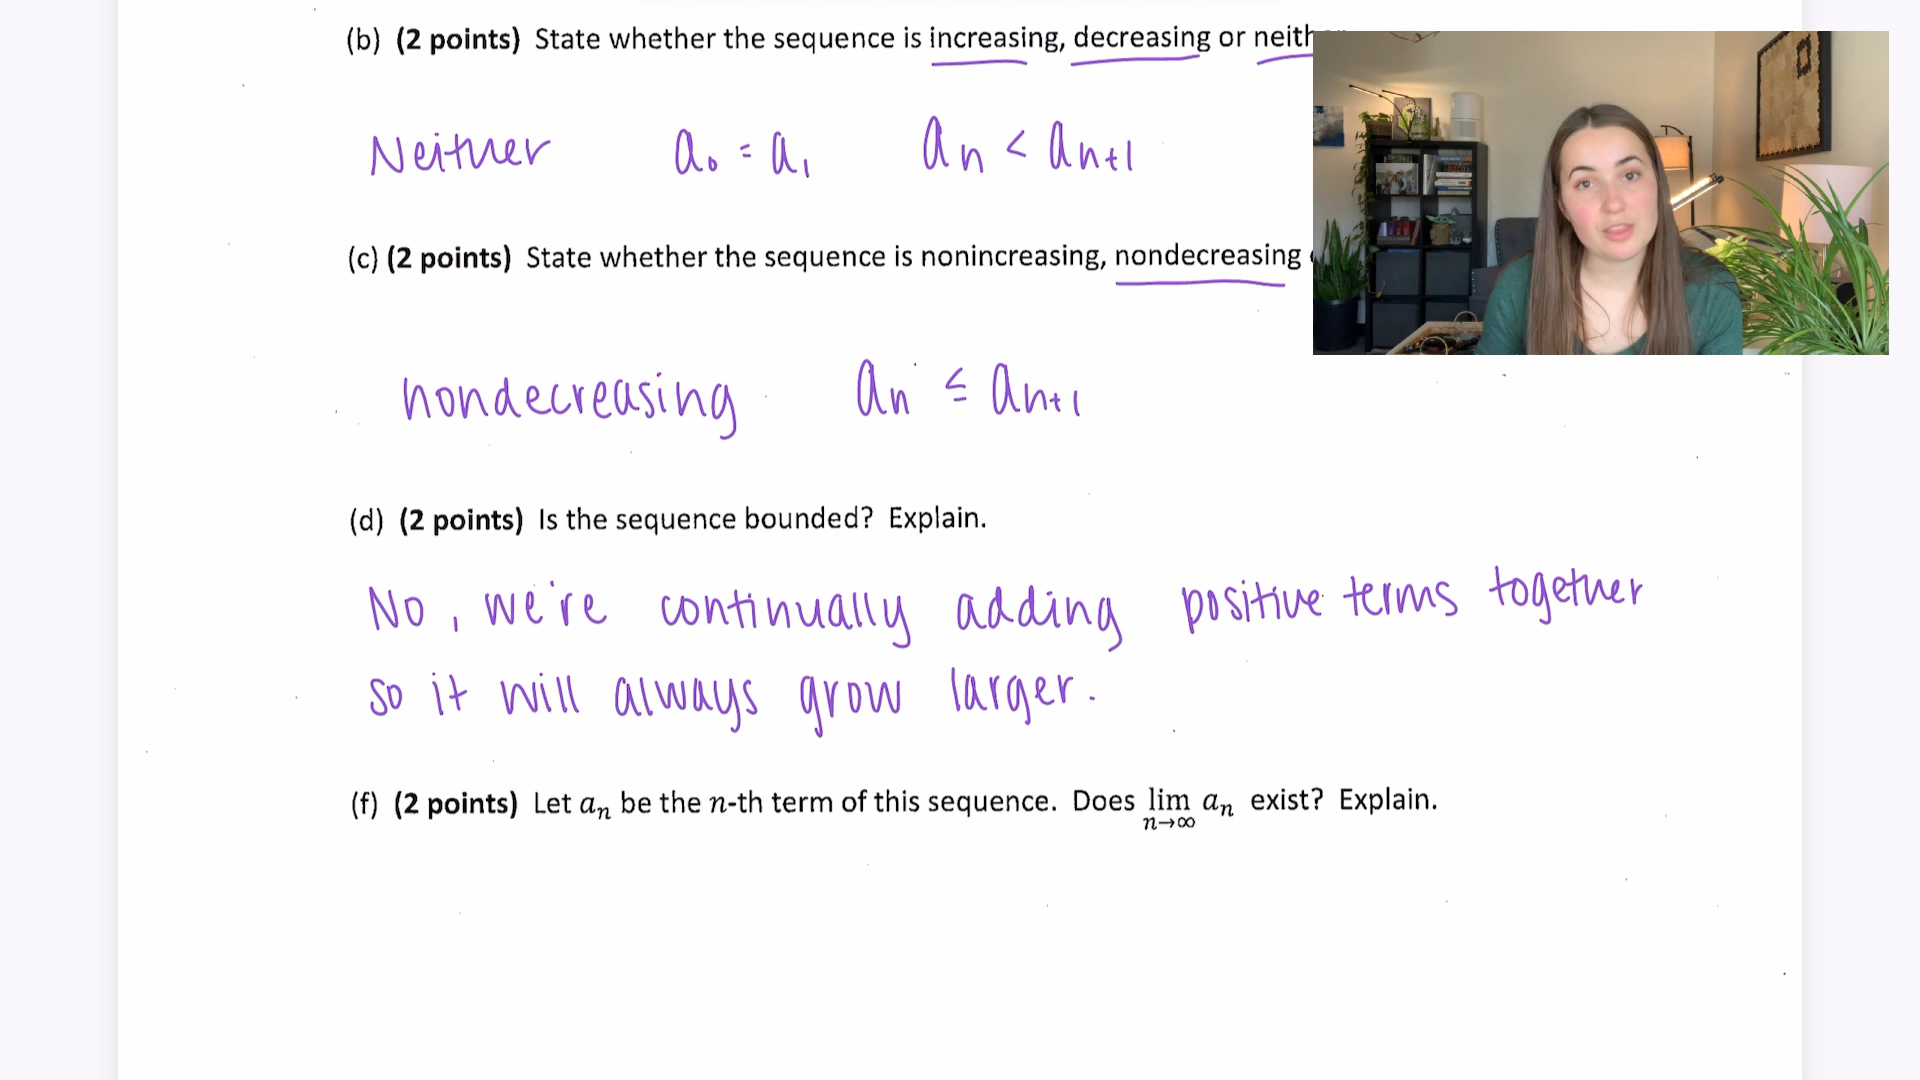 (b) (2 points) State whether the sequence is increasing, decreasing or neith
Neither a₀ = a₁ aₙ < aₙ₊₁
(c) (2 points) State whether the sequence is nonincreasing, nondecreasing
nondecreasing aₙ ≤ aₙ₊₁
(d) (2 points) Is the sequence bounded? Explain.
No, we're continually adding positive terms together
so it will always grow larger.
(f) (2 points) Let aₙ be the n-th term of this sequence. Does lim n→∞ aₙ exist? Explain.